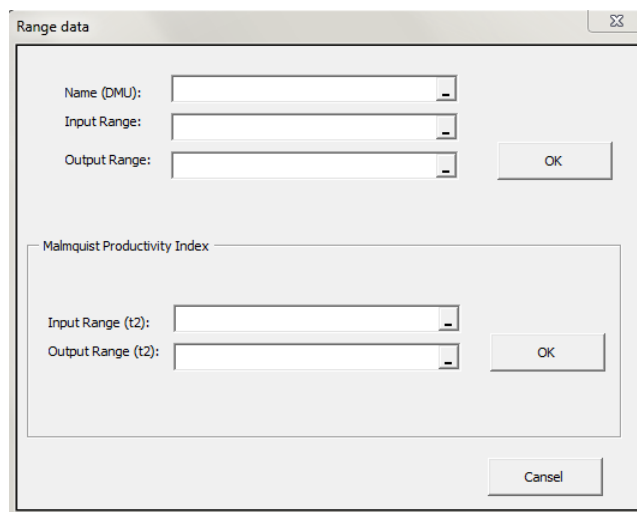 Range data
Name (DMU):
Input Range:
Output Range:
OK
Malmquist Productivity Index
Input Range (t2):
Output Range (t2):
OK
Cansel